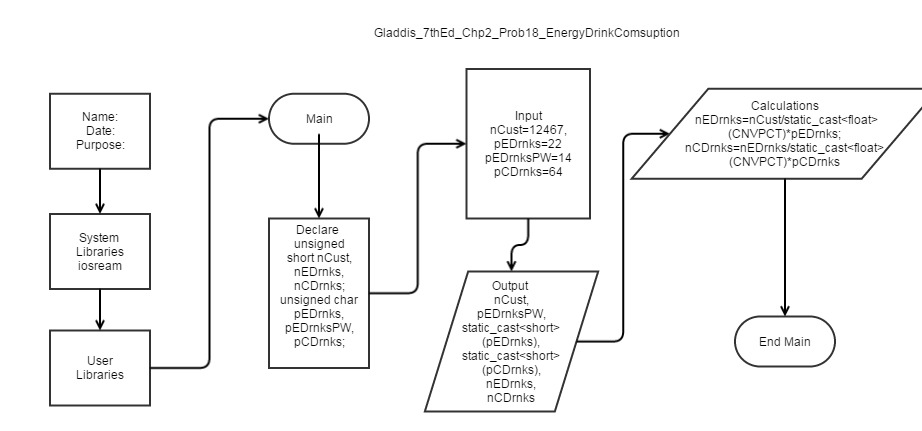 Gladdis_7thEd_Chp2_Prob18_EnergyDrinkComsuption
Name:
Date:
Purpose:
System
Libraries
iosream
User
Libraries
Main
Declare
unsigned
short nCust,
nEDrnks,
nCDrnks;
unsigned char
pEDrnks,
pEDrnksPW,
pCDrnks;
Input
nCust=12467,
pEDrnks=22
pEDrnksPW=14
pCDrnks=64
Output
nCust,
pEDrnksPW,
static_cast<short>
(pEDrnks),
static_cast<short>
(pCDrnks),
nEDrnks,
nCDrnks
Calculations
nEDrnks=nCust/static_cast<float>
(CNVPCT)*pEDrnks;
nCDrnks=nEDrnks/static_cast<float>
(CNVPCT)*pCDrnks
End Main